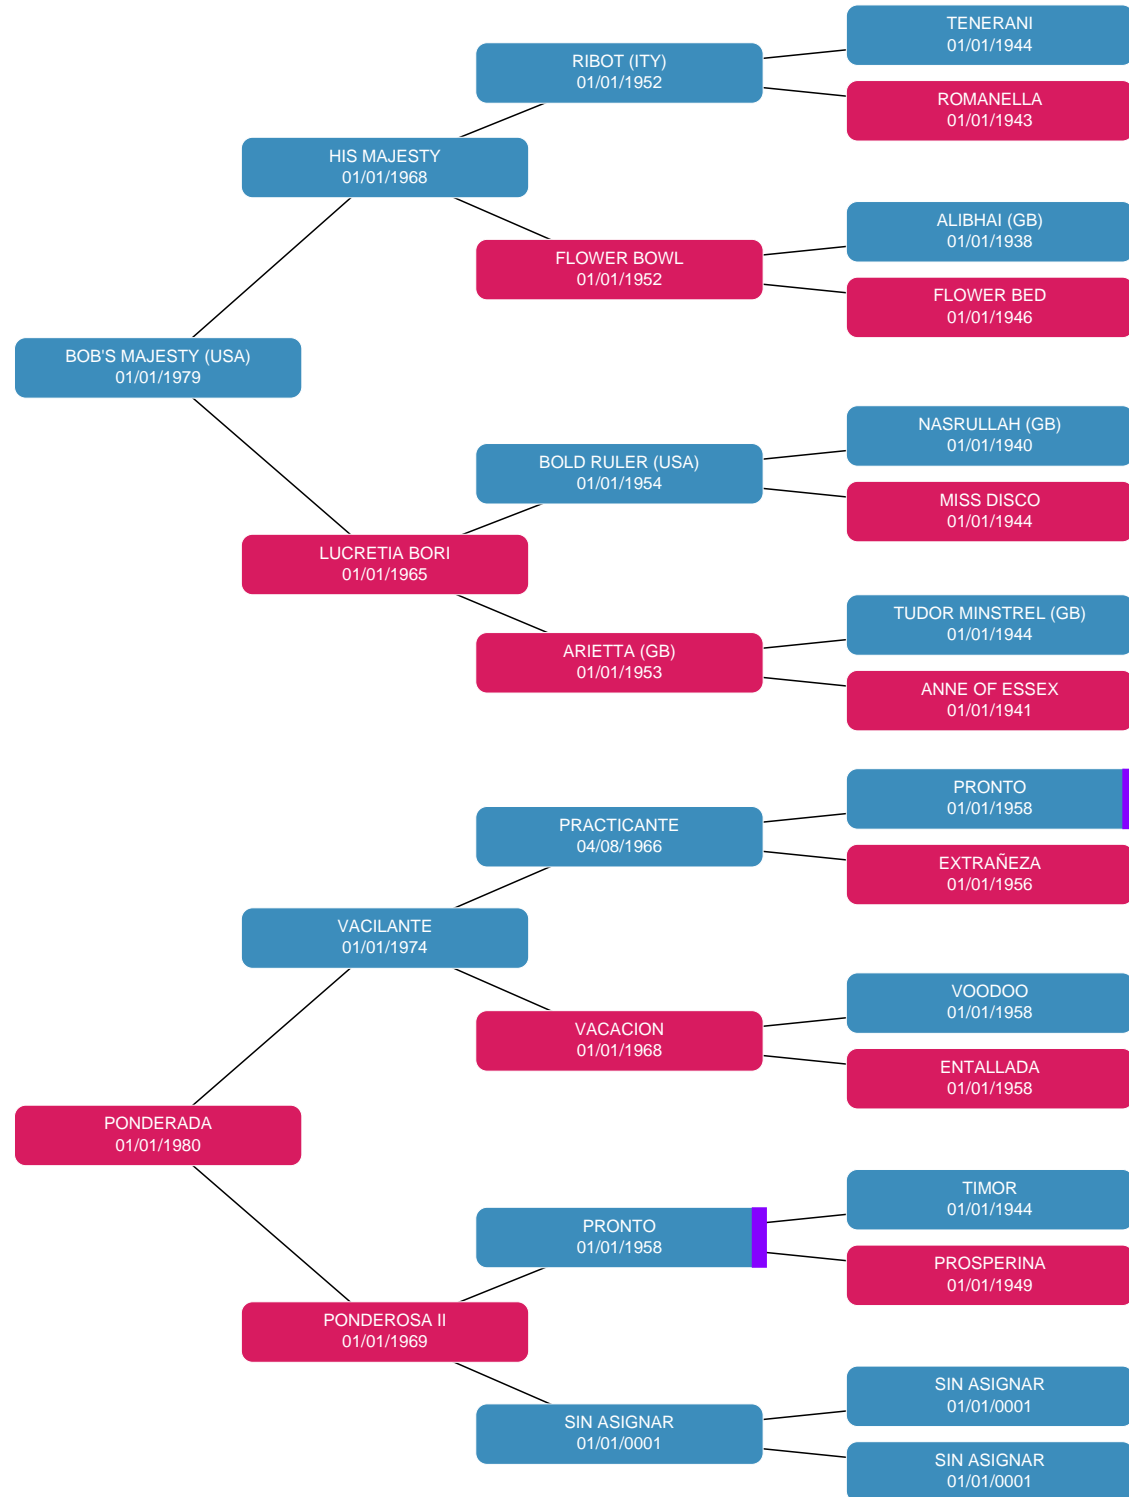 TENERANI
01/01/1944
RIBOT (ITY)
01/01/1952
ROMANELLA
01/01/1943
HIS MAJESTY
01/01/1968
ALIBHAI (GB)
01/01/1938
FLOWER BOWL
01/01/1952
FLOWER BED
01/01/1946
BOB'S MAJESTY (USA)
01/01/1979
NASRULLAH (GB)
01/01/1940
BOLD RULER (USA)
01/01/1954
MISS DISCO
01/01/1944
LUCRETIA BORI
01/01/1965
TUDOR MINSTREL (GB)
01/01/1944
ARIETTA (GB)
01/01/1953
ANNE OF ESSEX
01/01/1941
PRONTO
01/01/1958
PRACTICANTE
04/08/1966
EXTRAÑEZA
01/01/1956
VACILANTE
01/01/1974
VOODOO
01/01/1958
VACACION
01/01/1968
ENTALLADA
01/01/1958
PONDERADA
01/01/1980
TIMOR
01/01/1944
PRONTO
01/01/1958
PROSPERINA
01/01/1949
PONDEROSA II
01/01/1969
SIN ASIGNAR
01/01/0001
SIN ASIGNAR
01/01/0001
SIN ASIGNAR
01/01/0001